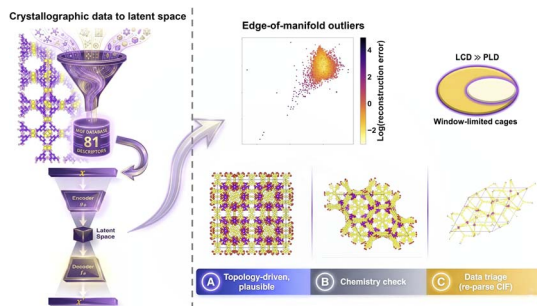 Crystallographic data to latent space
MOF DATABASE
81
DESCRIPTORS
X
Encoder
Latent
Space
Decoder
Edge-of-manifold outliers
4
2
0
−2
Log(reconstruction error)
LCD ≫ PLD
Window-limited cages
A Topology-driven,
plausible
B Chemistry check
C Data triage
(re-parse CIF)